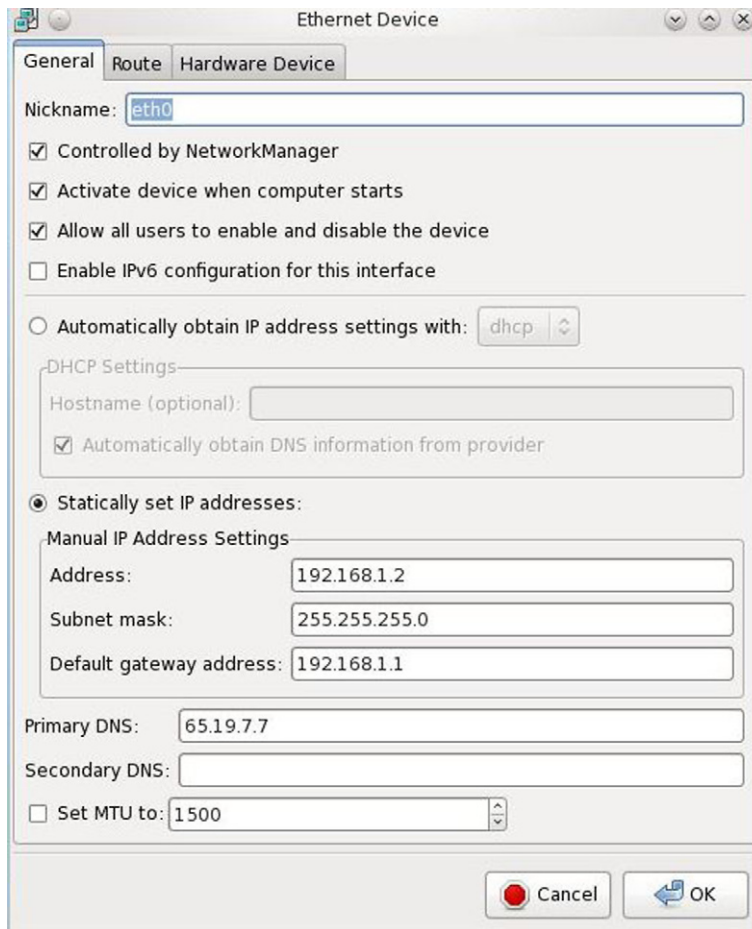 Ethernet Device
General Route Hardware Device
Nickname: eth0
Controlled by NetworkManager
Activate device when computer starts
Allow all users to enable and disable the device
Enable IPv6 configuration for this interface
Automatically obtain IP address settings with: dhcp
DHCP Settings
Hostname (optional):
Automatically obtain DNS information from provider
Statically set IP addresses:
Manual IP Address Settings
Address: 192.168.1.2
Subnet mask: 255.255.255.0
Default gateway address: 192.168.1.1
Primary DNS: 65.19.7.7
Secondary DNS:
Set MTU to: 1500
Cancel OK